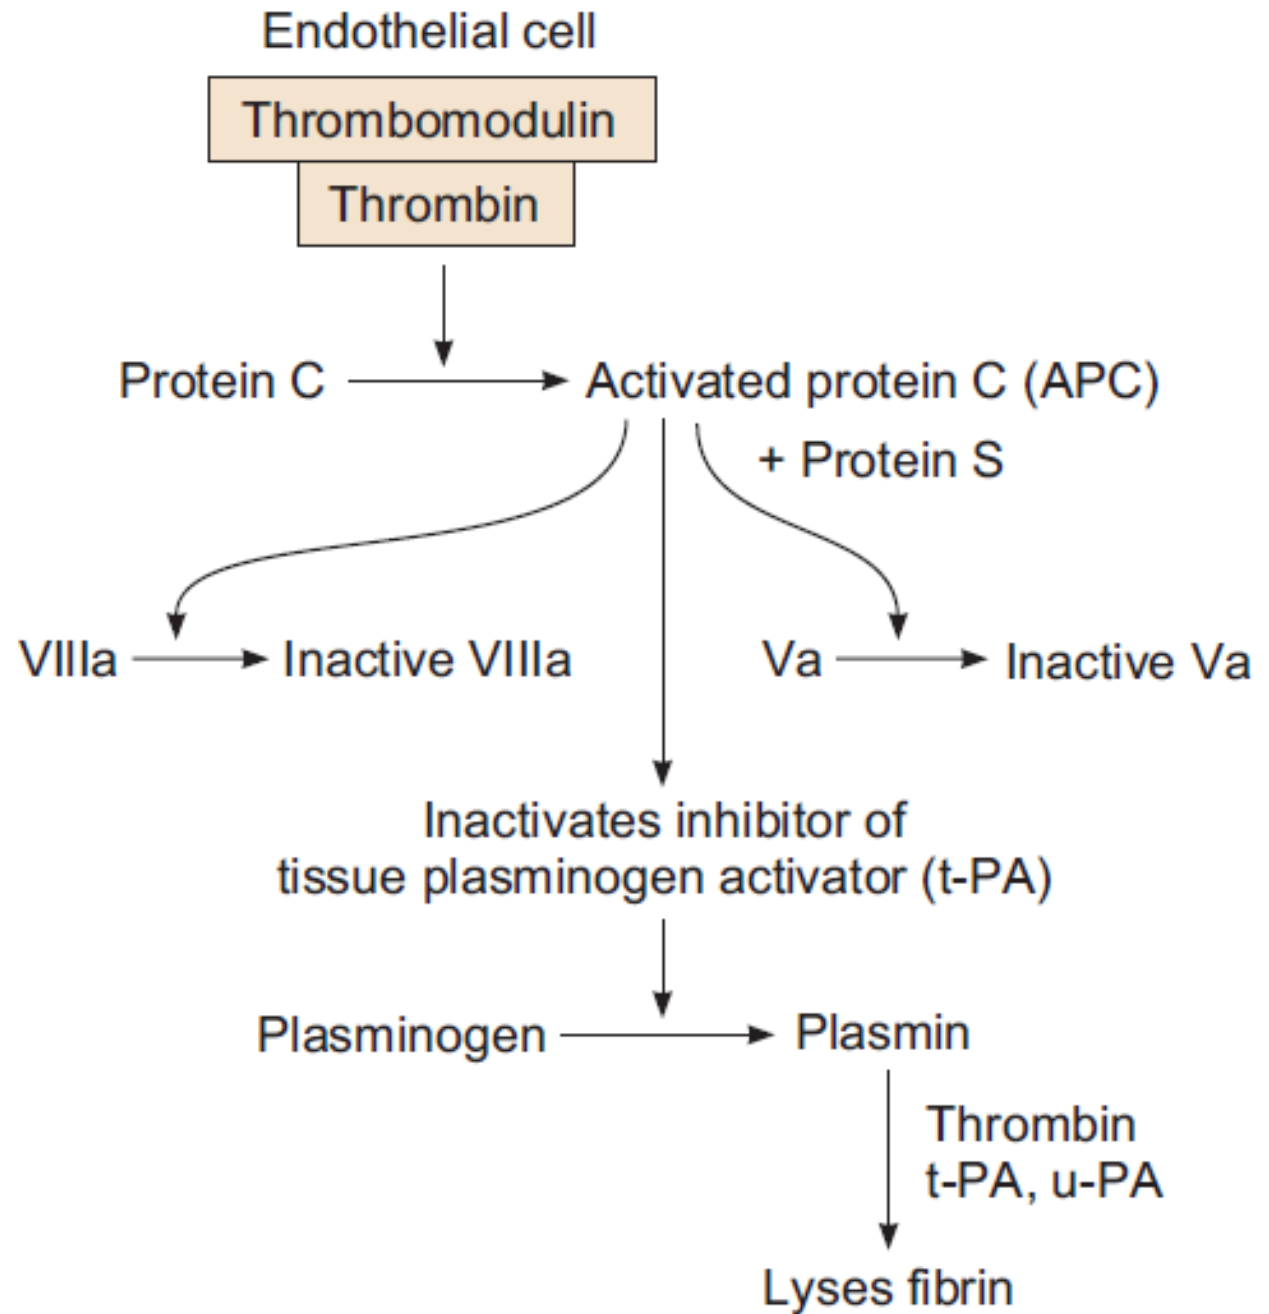 Endothelial cell
Thrombomodulin
Thrombin
Protein C
Activated protein C (APC)
+ Protein S
VIIIa
Inactive VIIIa
Va
Inactive Va
Inactivates inhibitor of
tissue plasminogen activator (t-PA)
Plasminogen
Plasmin
Thrombin
t-PA, u-PA
Lyses fibrin